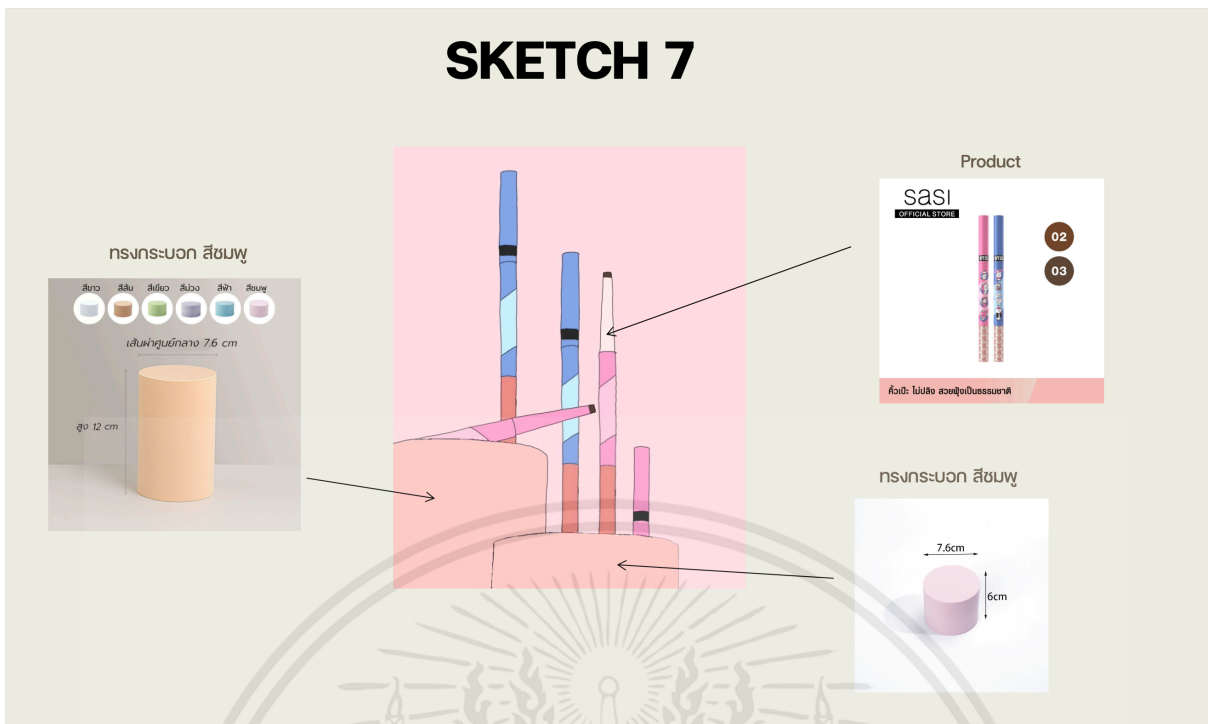 SKETCH 7
ทรงกระบอก สีชมพู
สีขาว สีส้ม สีเขียว สีม่วง สีฟ้า สีชมพู
เส้นผ่าศูนย์กลาง 7.6 cm
สูง 12 cm
Product
sasi
OFFICIAL STORE
02
03
คิ้วเป๊ะ ไม่ปลิง สวยฟุ้งเป็นธรรมชาติ
ทรงกระบอก สีชมพู
7.6cm
6cm